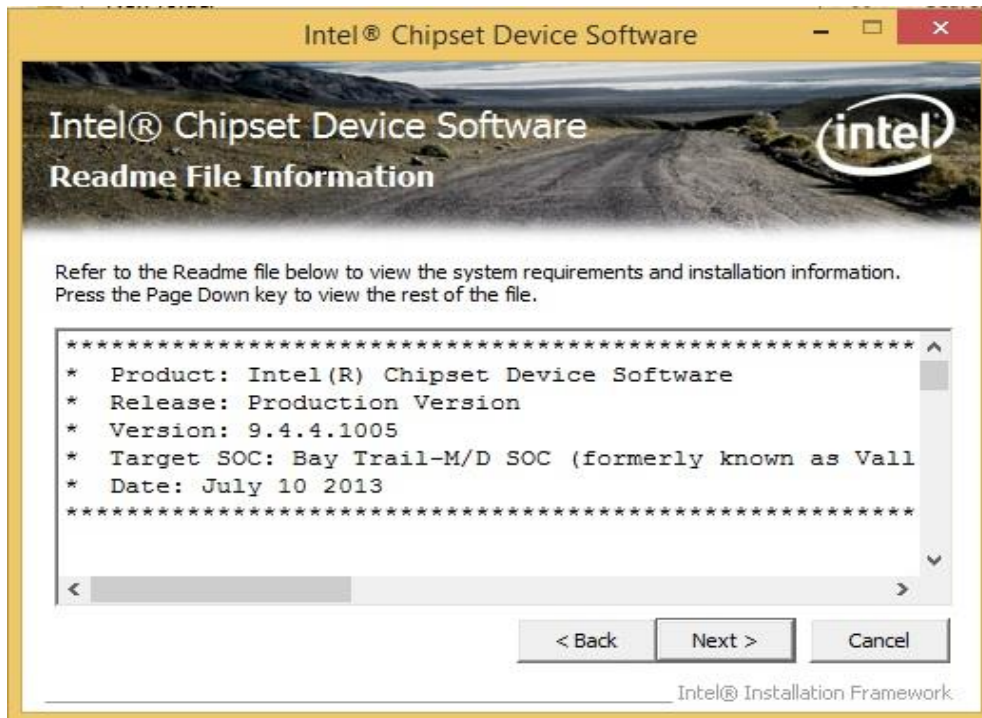 Intel® Chipset Device Software
Intel® Chipset Device Software
intel
Readme File Information
Refer to the Readme file below to view the system requirements and installation information.
Press the Page Down key to view the rest of the file.
*******************************************************
* Product: Intel(R) Chipset Device Software
* Release: Production Version
* Version: 9.4.4.1005
* Target SOC: Bay Trail-M/D SOC (formerly known as Vall
* Date: July 10 2013
*******************************************************
< Back
Next >
Cancel
Intel® Installation Framework